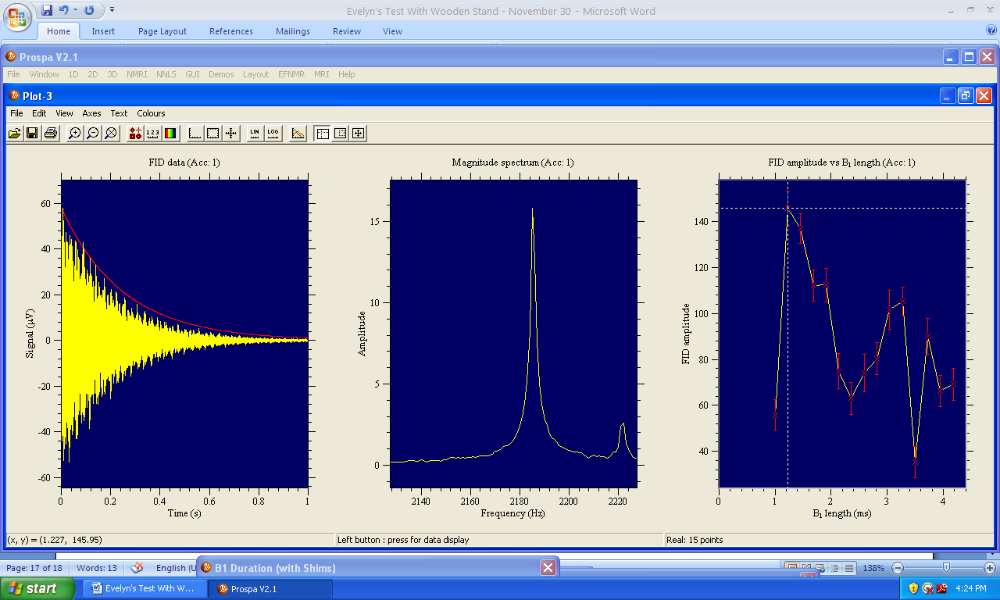 Evelyn's Test With Wooden Stand - November 30 - Microsoft Word
Home Insert Page Layout References Mailings Review View
Prospa V2.1
File Window 1D 2D 3D NMRI NNLS GUI Demos Layout EFNMR MRI Help
Plot-3
File Edit View Axes Text Colours
1 2 3 LIN LOG
FID data (Acc: 1)
60
40
20
0
-20
-40
-60
Signal (µV)
0 0.2 0.4 0.6 0.8 1
Time (s)
Magnitude spectrum (Acc: 1)
15
10
5
0
Amplitude
2140 2160 2180 2200 2220
Frequency (Hz)
FID amplitude vs B₁ length (Acc: 1)
140
120
100
80
60
40
FID amplitude
0 1 2 3 4
B₁ length (ms)
(x, y) = (1.227, 145.95)
Left button : press for data display
Real: 15 points
Page: 17 of 18 Words: 13 English (U
B1 Duration (with Shims)
138%
start
Evelyn's Test With W...
Prospa V2.1
4:24 PM